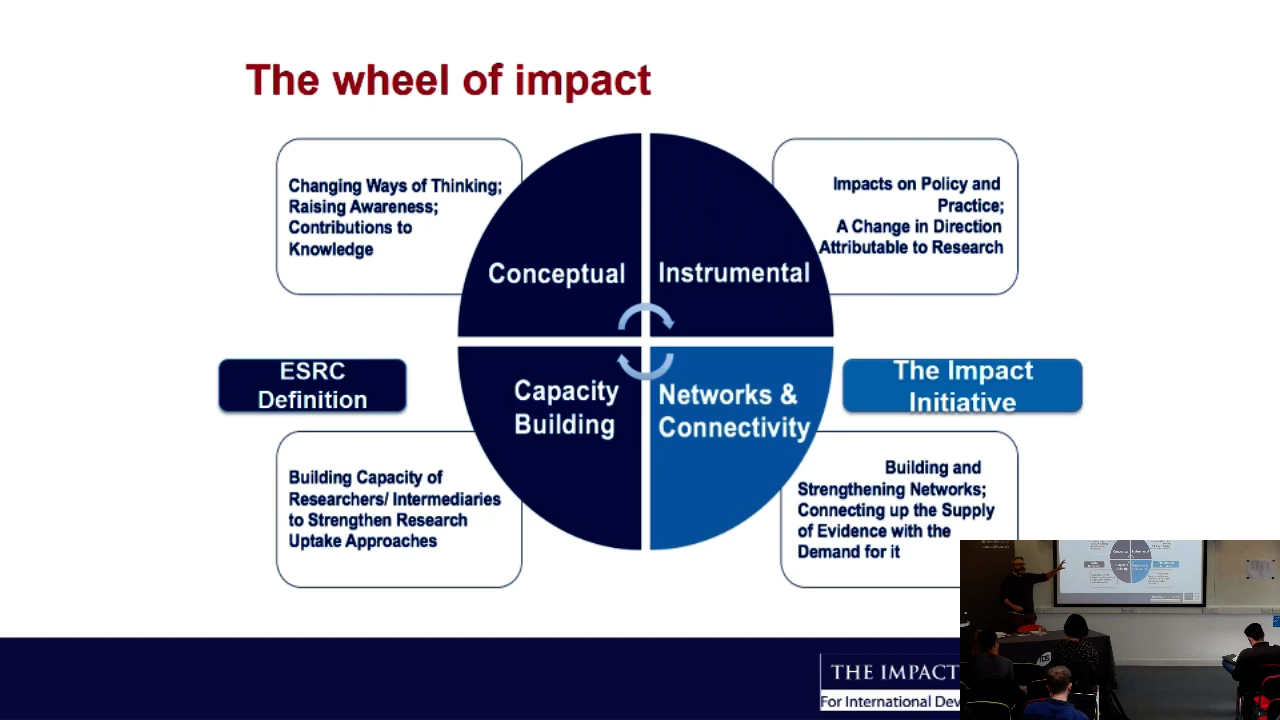 The wheel of impact
Changing Ways of Thinking;
Raising Awareness;
Contributions to
Knowledge
Impacts on Policy and
Practice;
A Change in Direction
Attributable to Research
Conceptual
Instrumental
ESRC
Definition
Capacity
Building
Networks &
Connectivity
The Impact
Initiative
Building Capacity of
Researchers/ Intermediaries
to Strengthen Research
Uptake Approaches
Building and
Strengthening Networks;
Connecting up the Supply
of Evidence with the
Demand for it
THE IMPACT
For International Dev
IDS